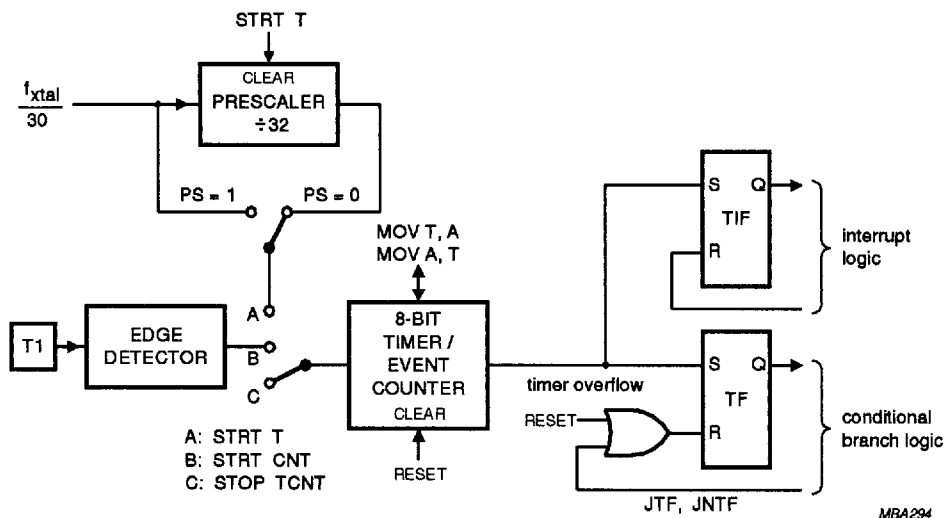 STRT T
CLEAR
PRESCALER
÷32
fxtal
30
PS = 1
PS = 0
MOV T, A
MOV A, T
A
B
C
T1
EDGE
DETECTOR
8-BIT
TIMER /
EVENT
COUNTER
CLEAR
RESET
A: STRT T
B: STRT CNT
C: STOP TCNT
timer overflow
S Q
TIF
R
interrupt
logic
S Q
TF
R
RESET
JTF, JNTF
conditional
branch logic
MBA294